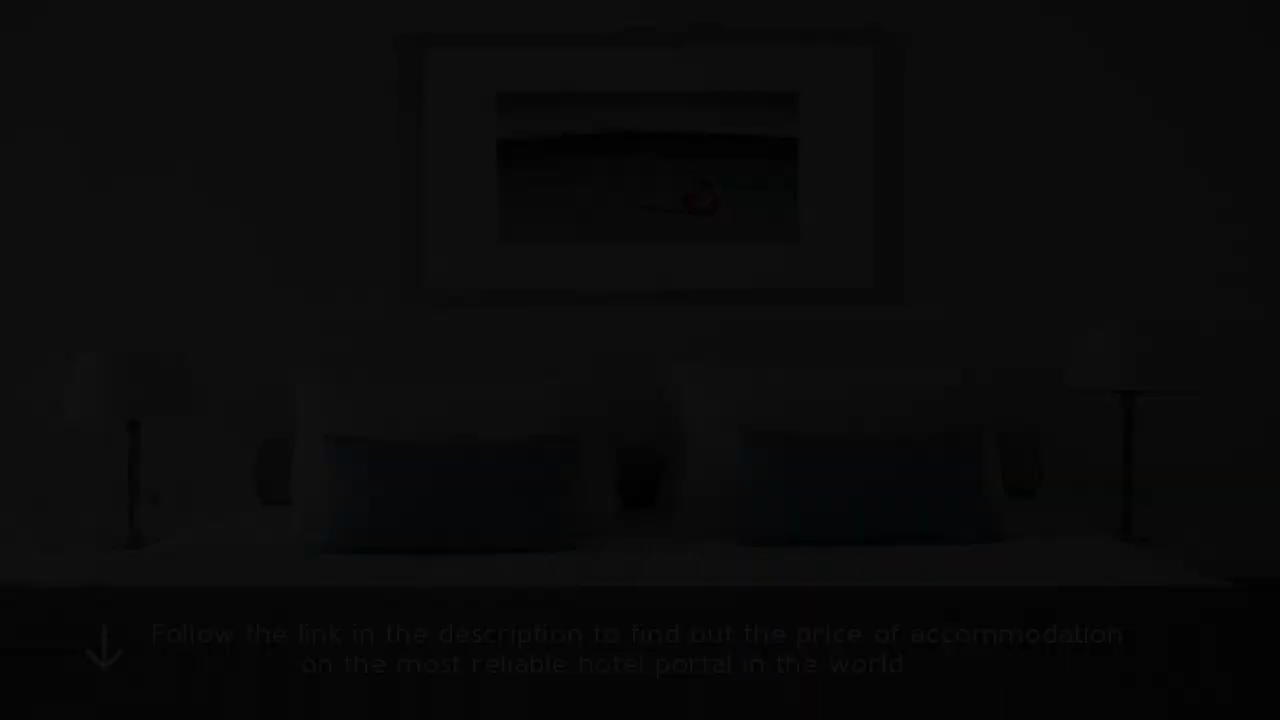 Follow the link in the description to find out the price of accommodation
on the most reliable hotel portal in the world